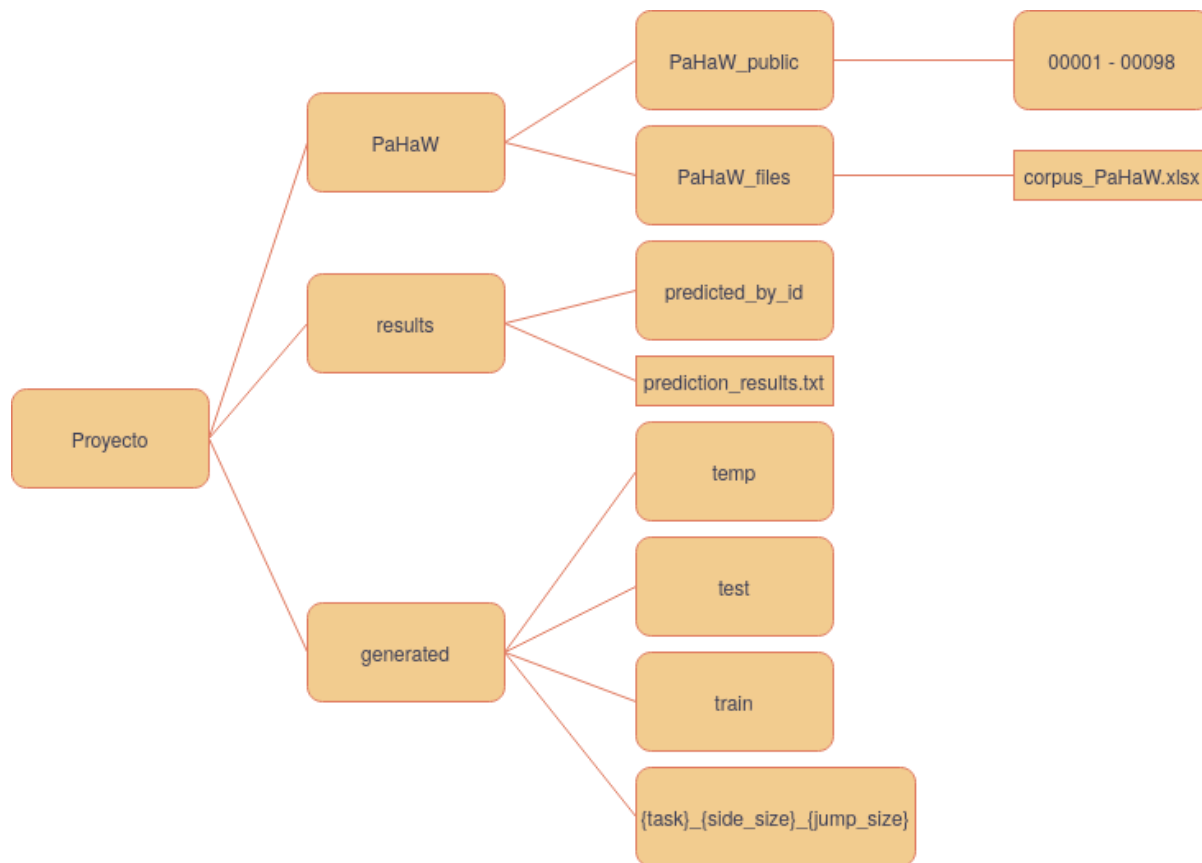 PaHaW_public
00001 - 00098
PaHaW
PaHaW_files
corpus_PaHaW.xlsx
predicted_by_id
results
prediction_results.txt
Proyecto
temp
test
generated
train
{task}_{side_size}_{jump_size}